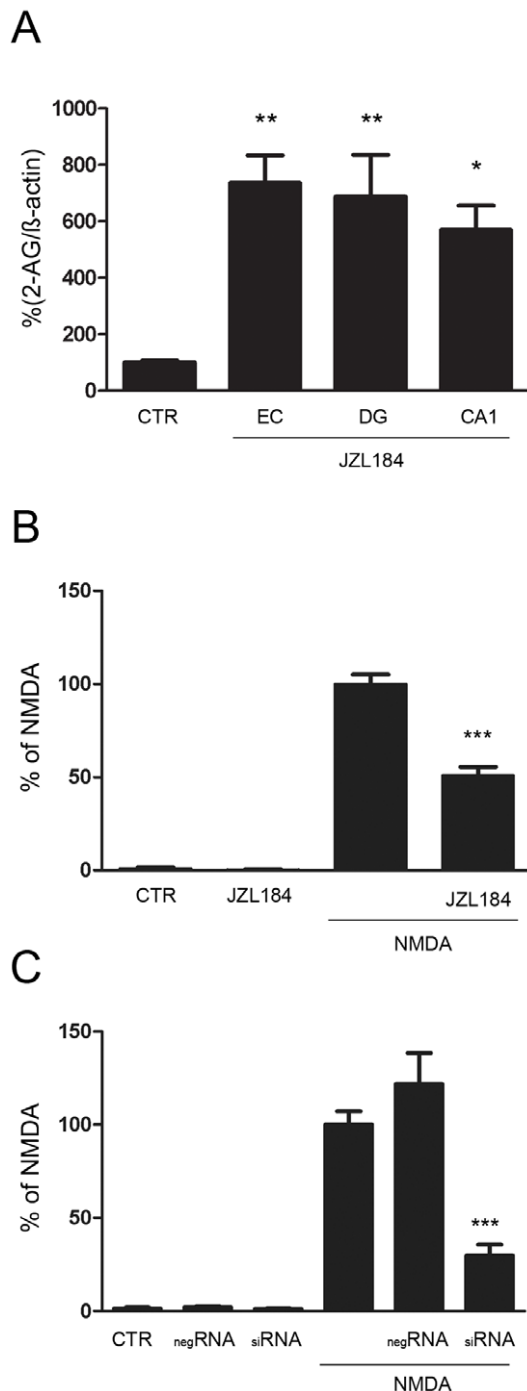 A
%(2-AG/ß-actin)
1000
800
600
400
200
0
** ** *
CTR EC DG CA1
JZL184
B
% of NMDA
150
100
50
0
***
CTR JZL184 JZL184
NMDA
C
% of NMDA
150
100
50
0
***
CTR negRNA siRNA negRNA siRNA
NMDA